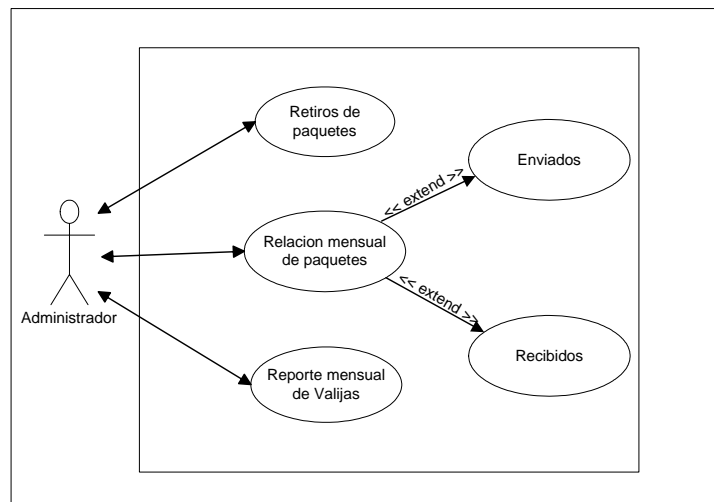 Retiros de
paquetes
Enviados
<< extend >>
Relacion mensual
de paquetes
<< extend >>
Administrador
Recibidos
Reporte mensual
de Valijas